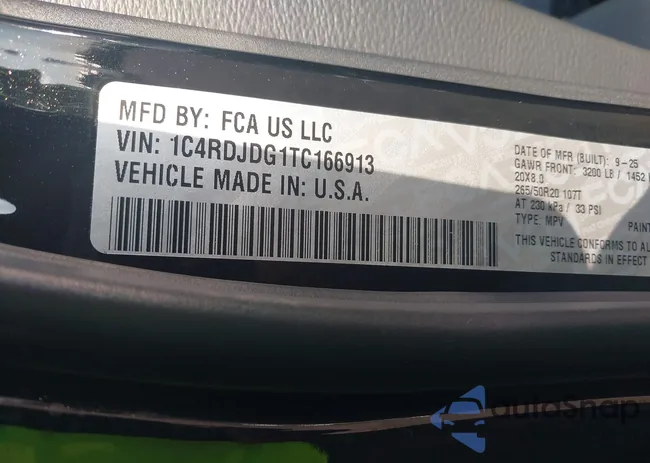 MFD BY: FCA US LLC
VIN: 1C4RDJDG1TC166913
VEHICLE MADE IN: U.S.A.
DATE OF MFR (BUILT): 9-25
GAWR FRONT: 3200 LB / 1452
20X8.0
265/50R20 107T
AT 230 kPa / 33 PSI
TYPE: MPV PAINT
THIS VEHICLE CONFORMS TO AL
STANDARDS IN EFFECT
autoSnap